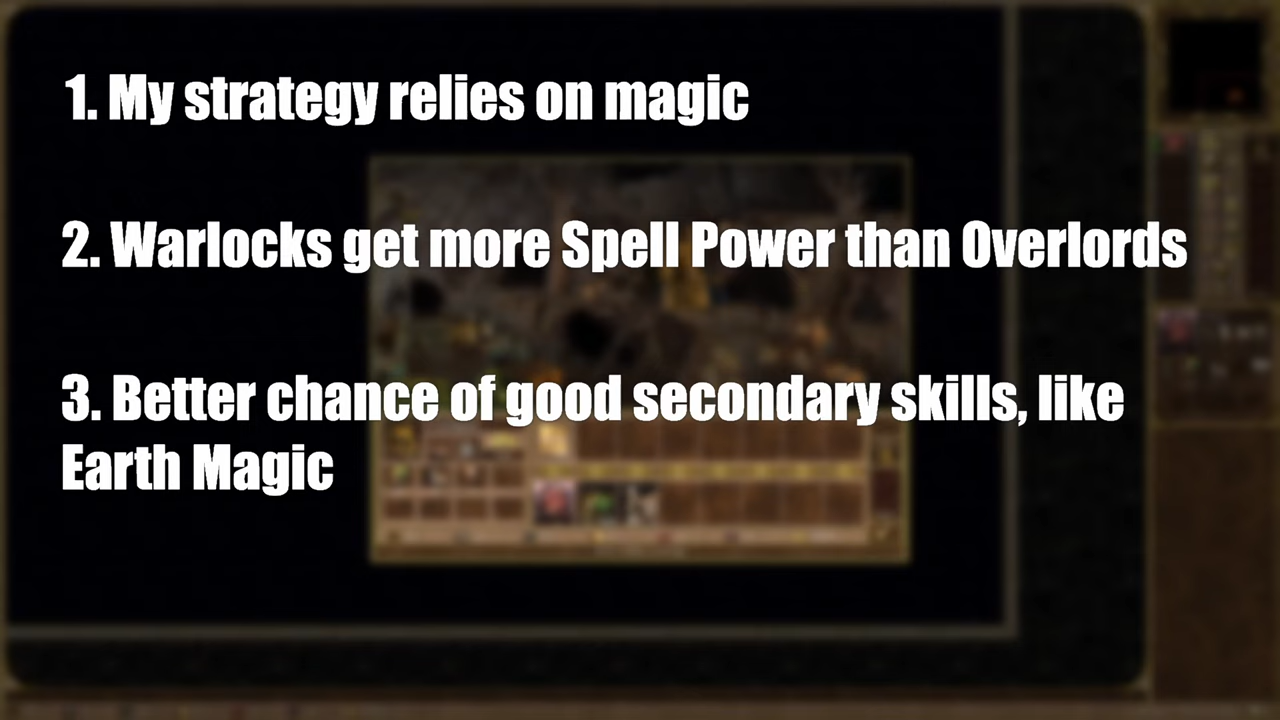 1. My strategy relies on magic
2. Warlocks get more Spell Power than Overlords
3. Better chance of good secondary skills, like
Earth Magic